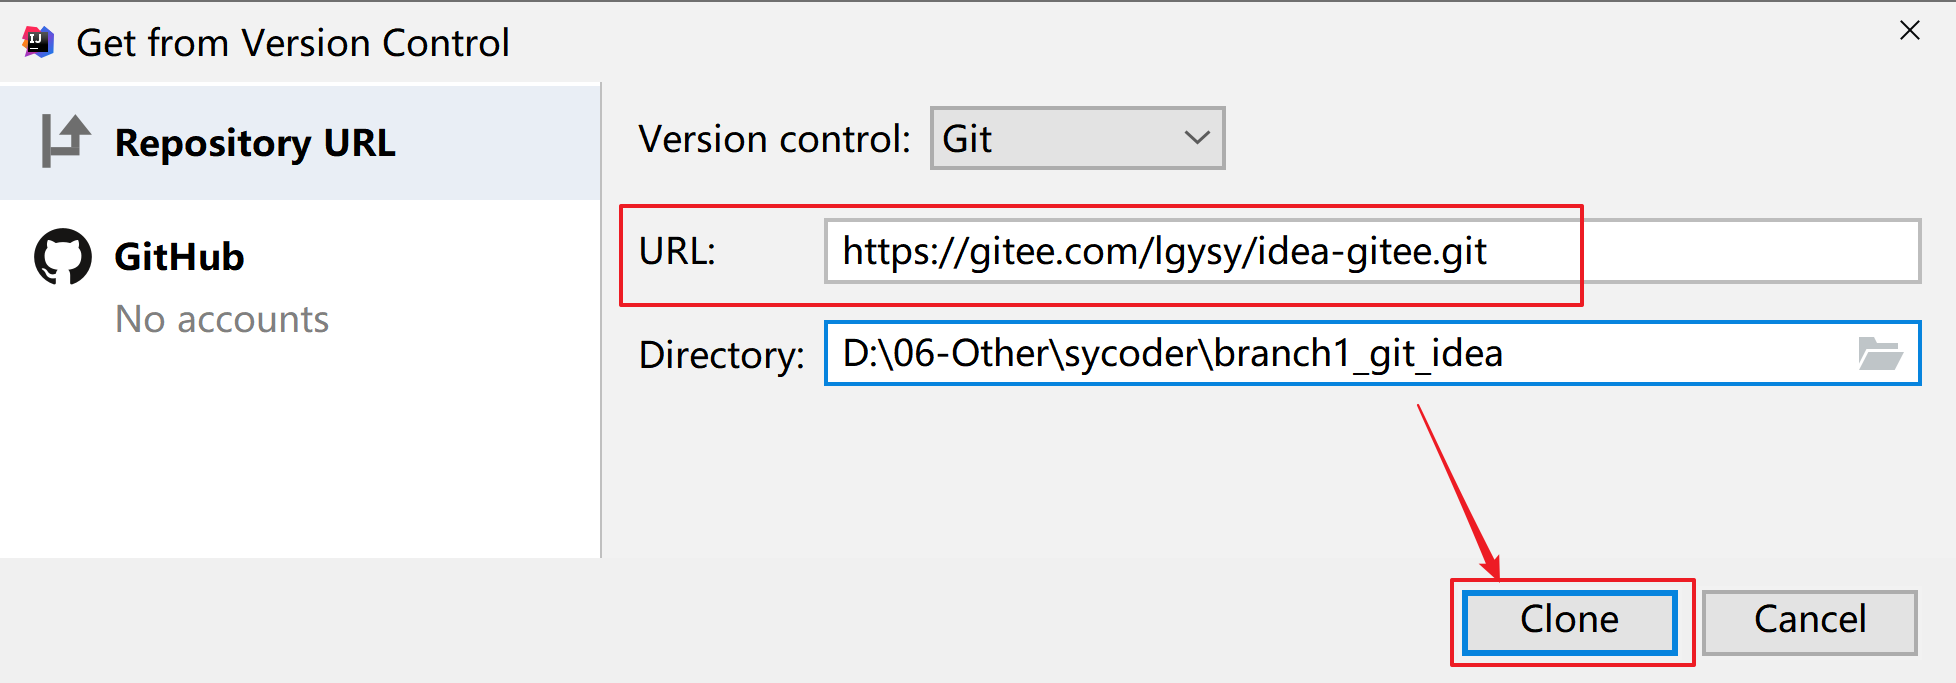 Get from Version Control
Repository URL
GitHub
No accounts
Version control: Git
URL: https://gitee.com/lgysy/idea-gitee.git
Directory: D:\06-Other\sycoder\branch1_git_idea
Clone Cancel